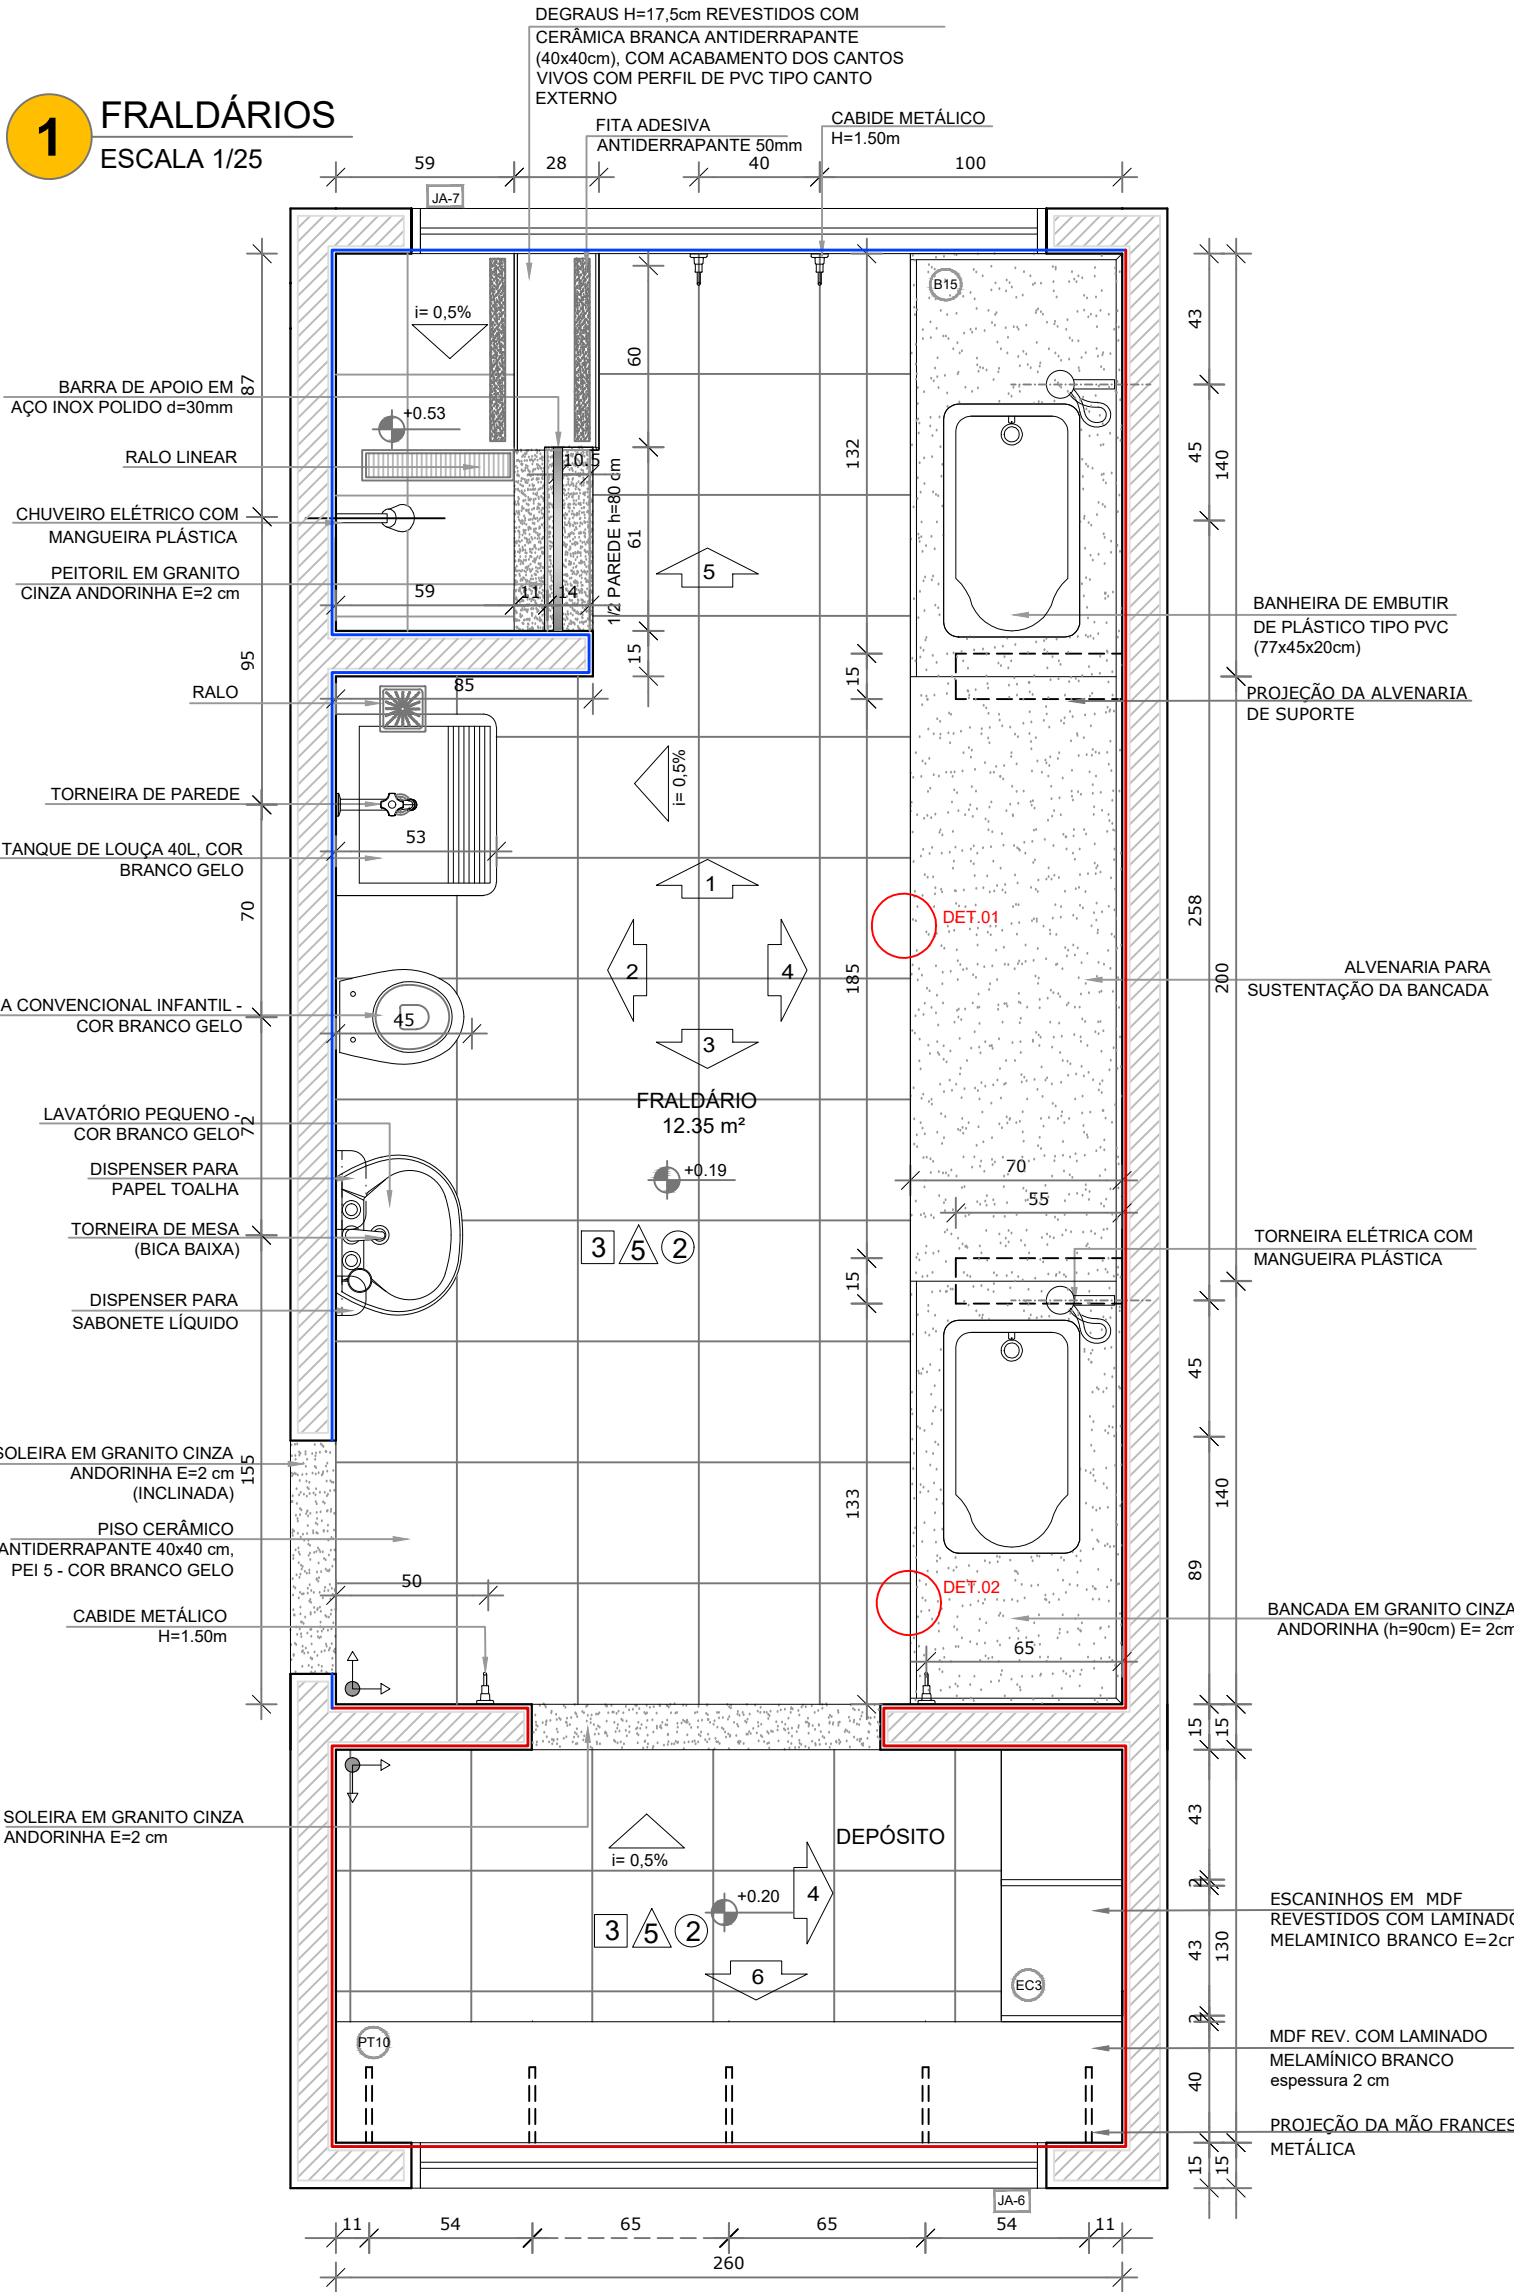 DEGRAUS H=17,5cm REVESTIDOS COM
CERÂMICA BRANCA ANTIDERRAPANTE
(40x40cm), COM ACABAMENTO DOS CANTOS
VIVOS COM PERFIL DE PVC TIPO CANTO
EXTERNO
1
FRALDÁRIOS
ESCALA 1/25
FITA ADESIVA
ANTIDERRAPANTE 50mm
CABIDE METÁLICO
H=1.50m
59
28
40
100
JA-7
B15
i= 0,5%
43
60
BARRA DE APOIO EM
AÇO INOX POLIDO d=30mm
87
+0.53
RALO LINEAR
10.5
132
45
140
CHUVEIRO ELÉTRICO COM
MANGUEIRA PLÁSTICA
61
1/2 PAREDE h=80 cm
5
PEITORIL EM GRANITO
CINZA ANDORINHA E=2 cm
59
11
14
BANHEIRA DE EMBUTIR
DE PLÁSTICO TIPO PVC
(77x45x20cm)
95
15
15
RALO
85
PROJEÇÃO DA ALVENARIA
DE SUPORTE
i= 0,5%
TORNEIRA DE PAREDE
53
TANQUE DE LOUÇA 40L, COR
BRANCO GELO
70
1
DET.01
258
2
4
185
200
ALVENARIA PARA
SUSTENTAÇÃO DA BANCADA
A CONVENCIONAL INFANTIL -
COR BRANCO GELO
45
3
FRALDÁRIO
12.35 m²
LAVATÓRIO PEQUENO -
COR BRANCO GELO
72
DISPENSER PARA
PAPEL TOALHA
+0.19
70
55
TORNEIRA DE MESA
(BICA BAIXA)
3
5
2
TORNEIRA ELÉTRICA COM
MANGUEIRA PLÁSTICA
15
DISPENSER PARA
SABONETE LÍQUIDO
45
SOLEIRA EM GRANITO CINZA
ANDORINHA E=2 cm
(INCLINADA)
155
133
140
PISO CERÂMICO
ANTIDERRAPANTE 40x40 cm,
PEI 5 - COR BRANCO GELO
50
DET.02
89
CABIDE METÁLICO
H=1.50m
BANCADA EM GRANITO CINZA
ANDORINHA (h=90cm) E= 2cm
65
15
15
SOLEIRA EM GRANITO CINZA
ANDORINHA E=2 cm
43
DEPÓSITO
i= 0,5%
2
+0.20
4
3
5
2
ESCANINHOS EM MDF
REVESTIDOS COM LAMINADO
MELAMINICO BRANCO E=2cm
43
130
6
EC3
2
PT10
MDF REV. COM LAMINADO
MELAMÍNICO BRANCO
espessura 2 cm
40
PROJEÇÃO DA MÃO FRANCES
METÁLICA
15
15
JA-6
11
54
65
65
54
11
260